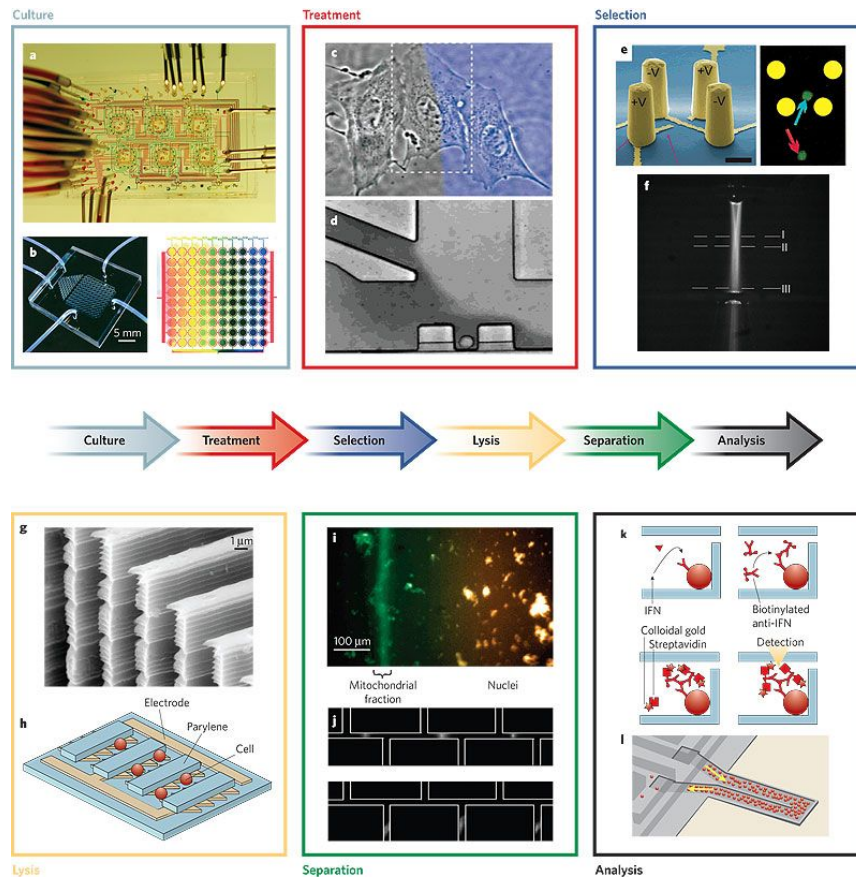 Culture
Treatment
Selection
a
b
5 mm
c
d
e
-V
+V
+V
-V
f
I
II
III
Culture
Treatment
Selection
Lysis
Separation
Analysis
g
1 μm
h
Electrode
Parylene
Cell
i
100 μm
Mitochondrial
fraction
Nuclei
j
k
IFN
Biotinylated
anti-IFN
Colloidal gold
Streptavidin
Detection
l
Lysis
Separation
Analysis